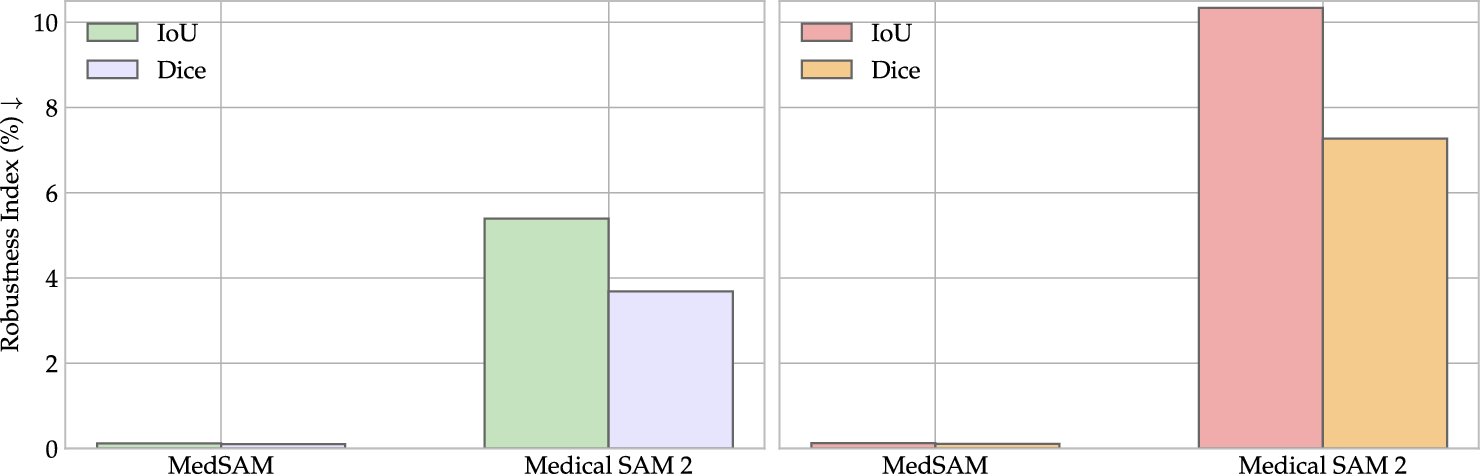 Robustness Index (%) ↓
10
8
6
4
2
0
IoU
Dice
MedSAM
Medical SAM 2
IoU
Dice
MedSAM
Medical SAM 2